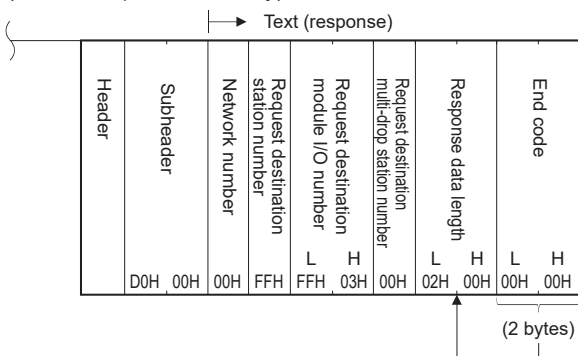 Text (response)
Header
Subheader
Network number
Request destination
station number
Request destination
module I/O number
Request destination
multi-drop station number
Response data length
End code
L H L H L H
D0H 00H 00H FFH FFH 03H 00H 02H 00H 00H 00H
(2 bytes)